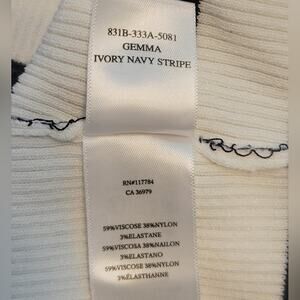 831B-333A-5081
GEMMA
IVORY NAVY STRIPE
RN#117784
CA 36979
59%VISCOSE 38%NYLON
3%ELASTANE
59%VISCOSA 38%NAILON
3%ELASTANO
59%VISCOSE 38%NYLON
3%ÉLASTHANNE